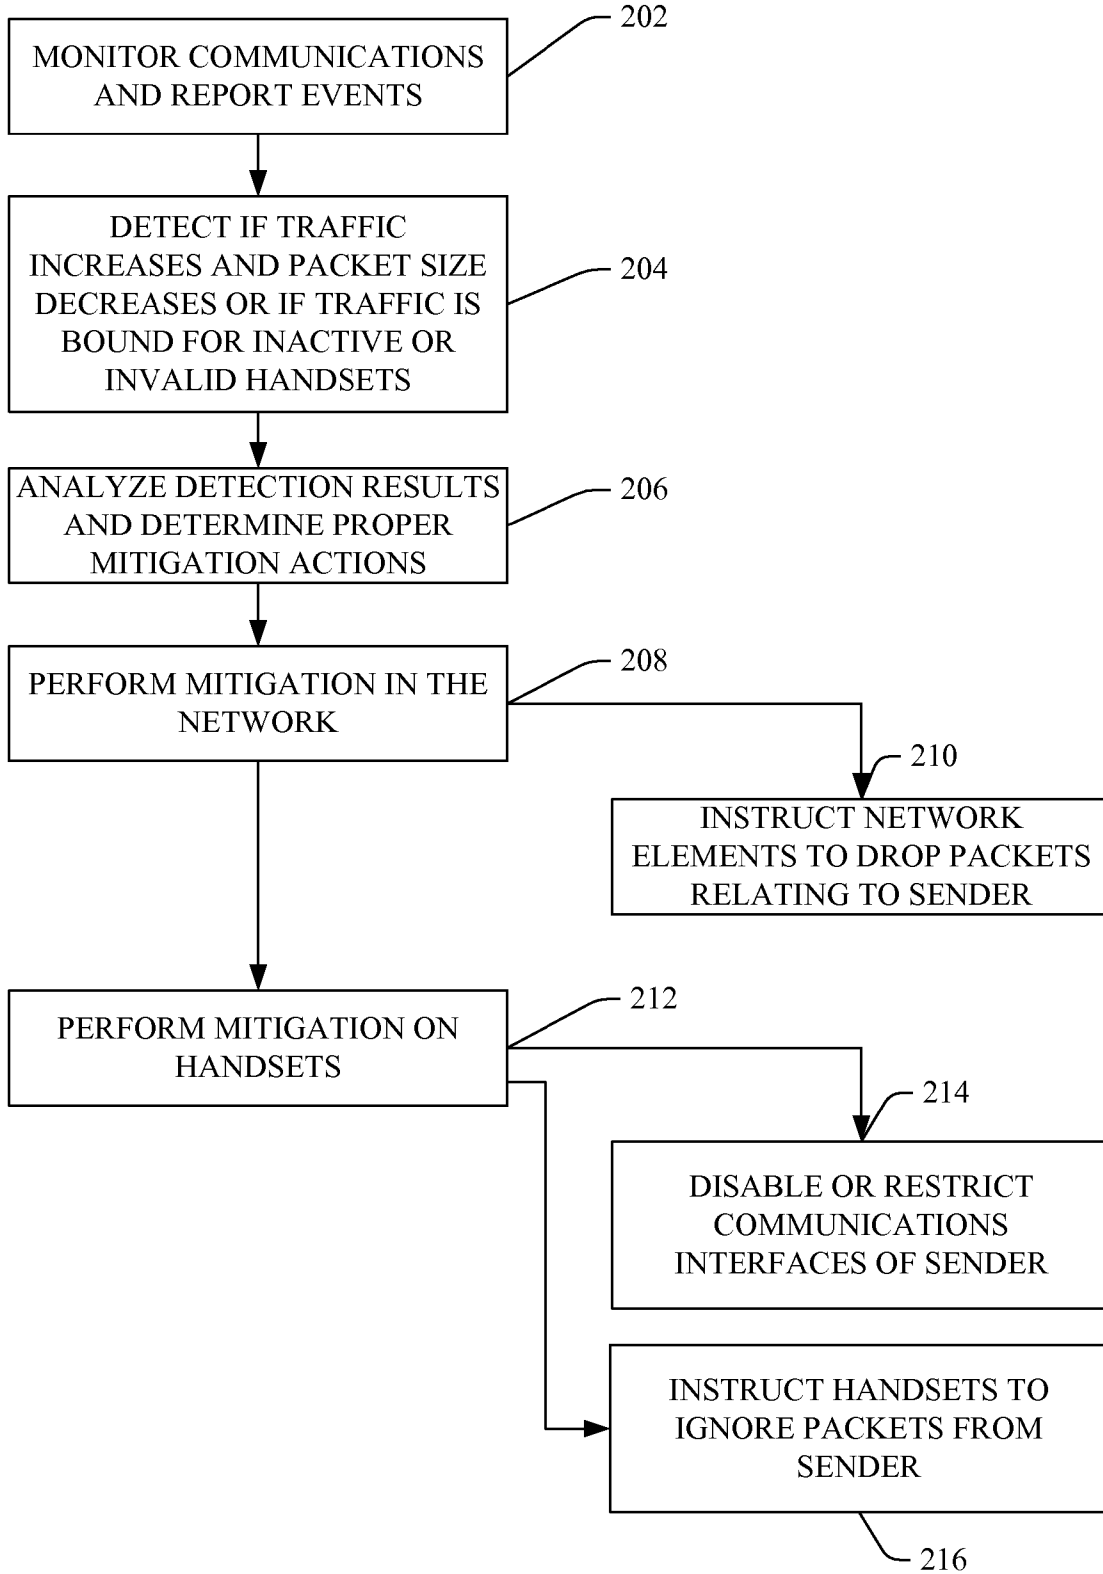 202
MONITOR COMMUNICATIONS
AND REPORT EVENTS
DETECT IF TRAFFIC
INCREASES AND PACKET SIZE
DECREASES OR IF TRAFFIC IS
BOUND FOR INACTIVE OR
INVALID HANDSETS
204
ANALYZE DETECTION RESULTS
AND DETERMINE PROPER
MITIGATION ACTIONS
206
PERFORM MITIGATION IN THE
NETWORK
208
210
INSTRUCT NETWORK
ELEMENTS TO DROP PACKETS
RELATING TO SENDER
PERFORM MITIGATION ON
HANDSETS
212
214
DISABLE OR RESTRICT
COMMUNICATIONS
INTERFACES OF SENDER
INSTRUCT HANDSETS TO
IGNORE PACKETS FROM
SENDER
216